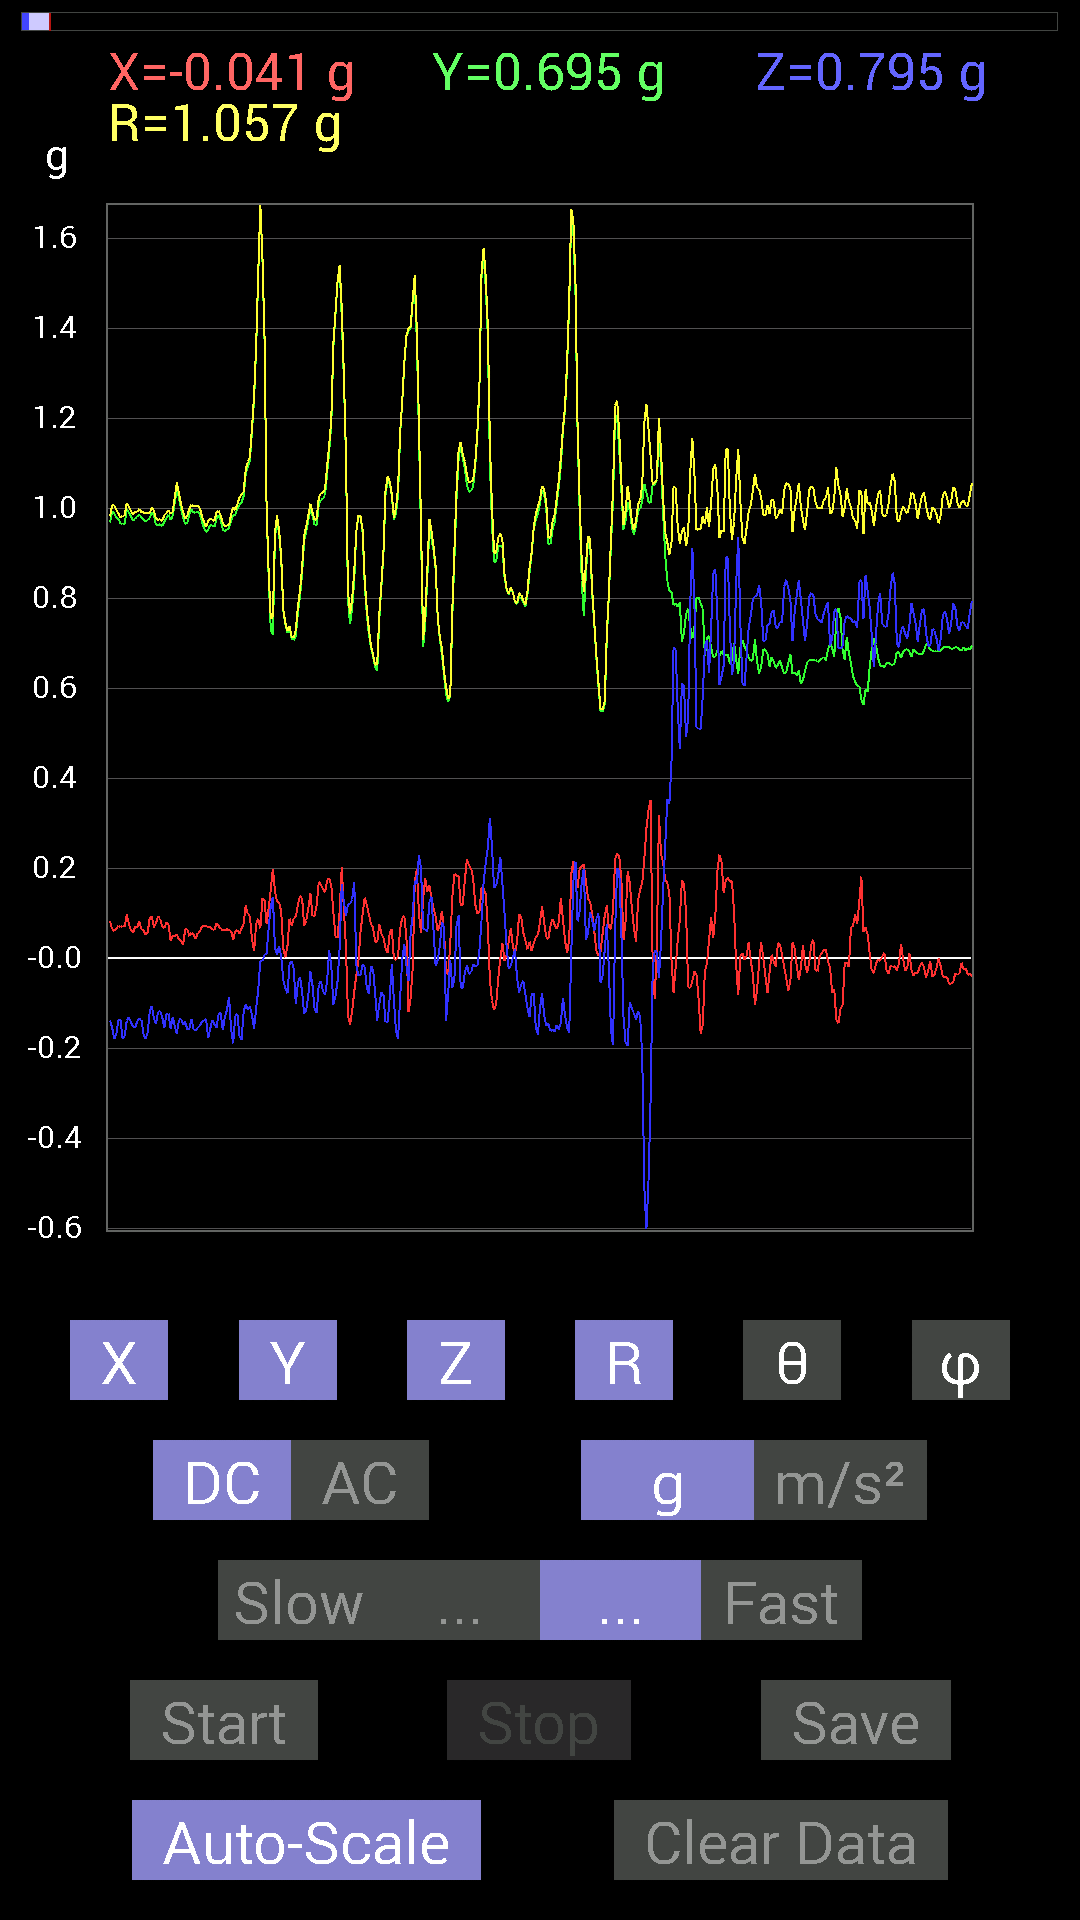 X=-0.041 g Y=0.695 g Z=0.795 g
R=1.057 g
g
1.6
1.4
1.2
1.0
0.8
0.6
0.4
0.2
-0.0
-0.2
-0.4
-0.6
X Y Z R θ φ
DC AC g m/s²
Slow ... ... Fast
Start Stop Save
Auto-Scale Clear Data